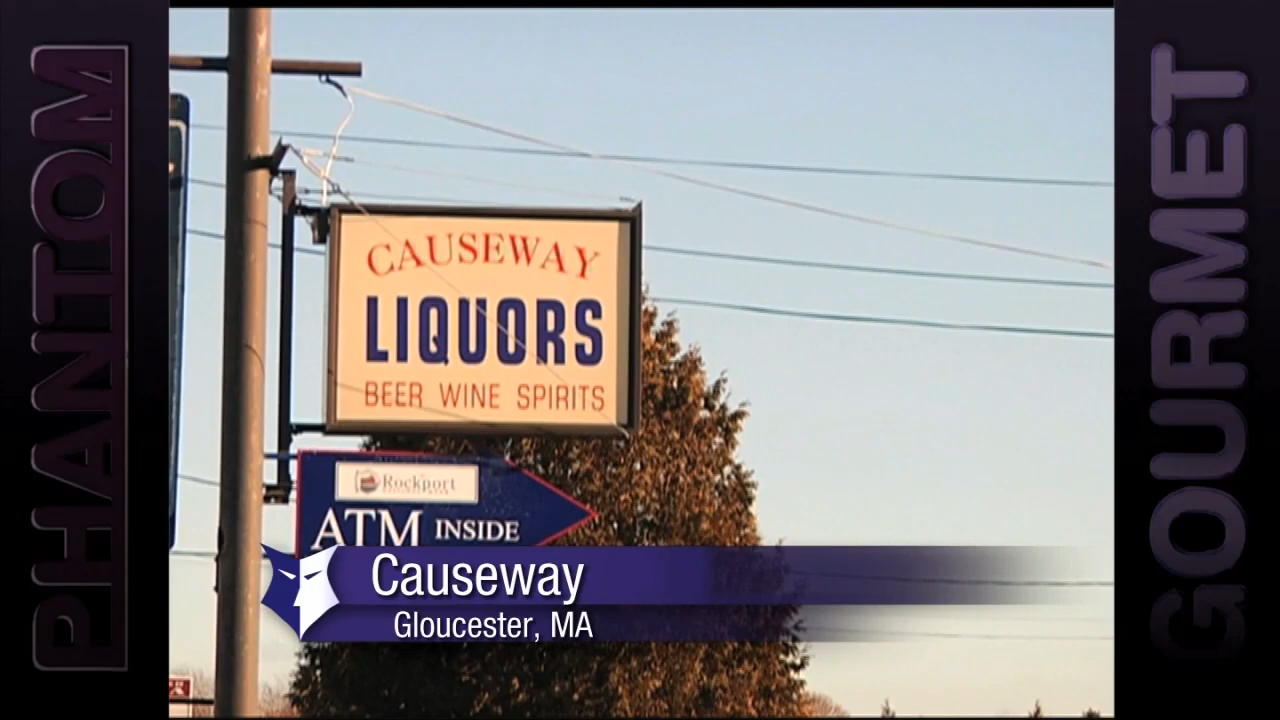 PHANTOM
CAUSEWAY
LIQUORS
BEER WINE SPIRITS
Rockport
ATM INSIDE
Causeway
Gloucester, MA
GOURMET